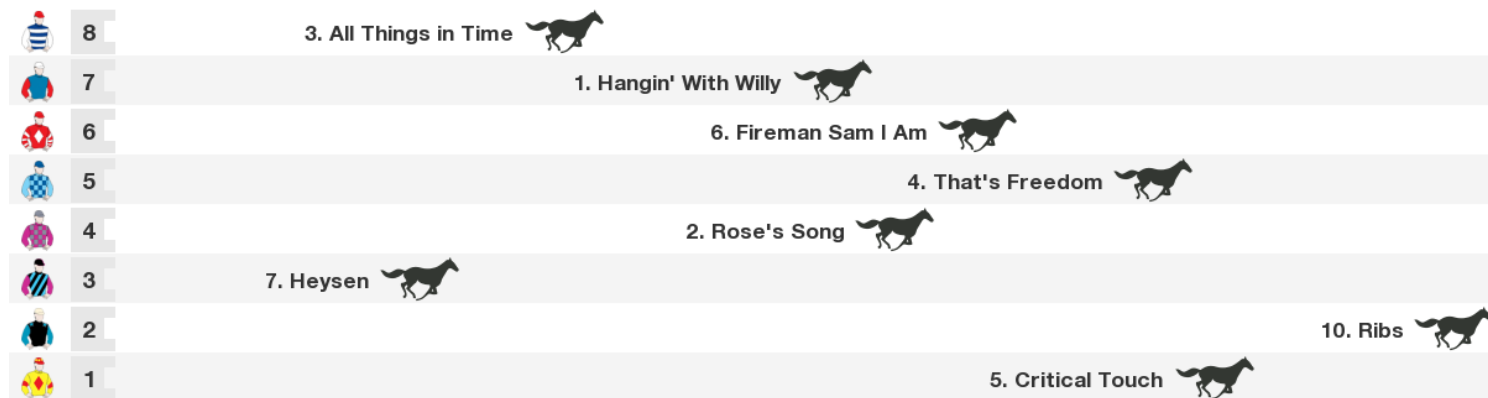 8 3. All Things in Time
7 1. Hangin' With Willy
6 6. Fireman Sam I Am
5 4. That's Freedom
4 2. Rose's Song
3 7. Heysen
2 10. Ribs
1 5. Critical Touch